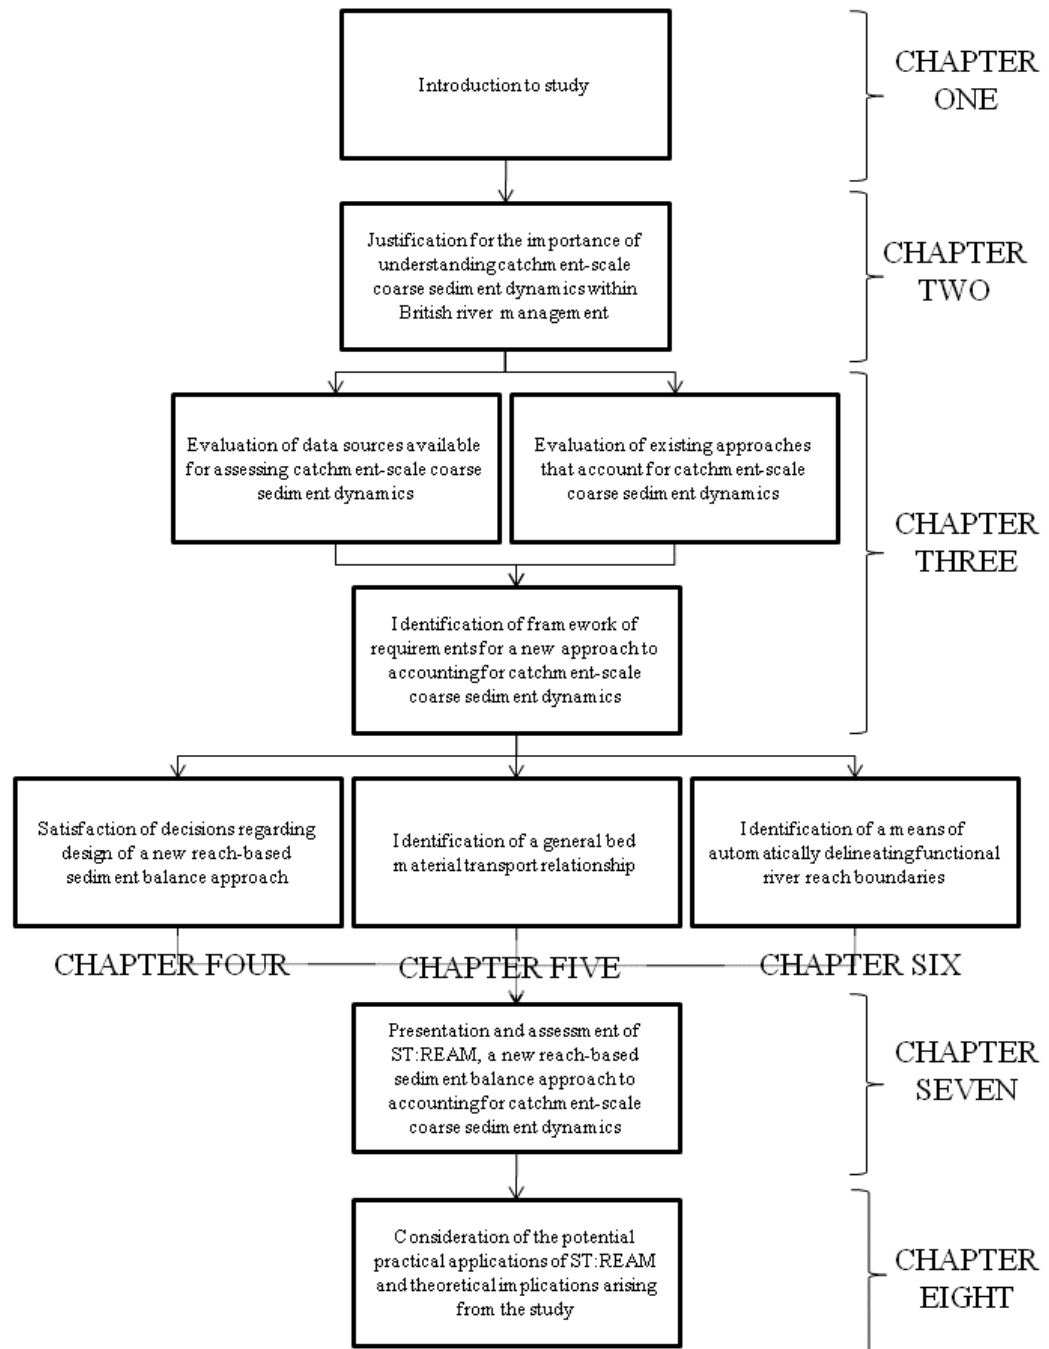 Introduction to study
CHAPTER
ONE
Justification for the importance of
understanding catchment-scale
coarse sediment dynamics within
British river management
CHAPTER
TWO
Evaluation of data sources available
for assessing catchment-scale coarse
sediment dynamics
Evaluation of existing approaches
that account for catchment-scale
coarse sediment dynamics
CHAPTER
THREE
Identification of framework of
requirements for a new approach to
accounting for catchment-scale
coarse sediment dynamics
Satisfaction of decisions regarding
design of a new reach-based
sediment balance approach
Identification of a general bed
material transport relationship
Identification of a means of
automatically delineating functional
river reach boundaries
CHAPTER FOUR
CHAPTER FIVE
CHAPTER SIX
Presentation and assessment of
ST:REAM, a new reach-based
sediment balance approach to
accounting for catchment-scale
coarse sediment dynamics
CHAPTER
SEVEN
Consideration of the potential
practical applications of ST:REAM
and theoretical implications arising
from the study
CHAPTER
EIGHT